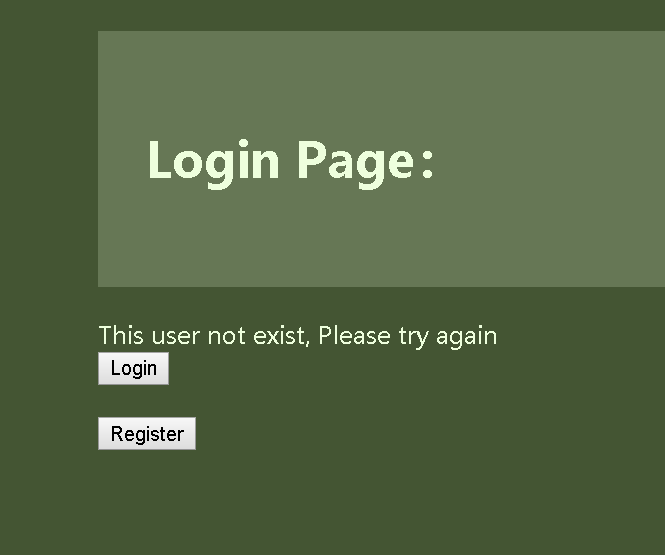 Login Page:
This user not exist, Please try again
Login
Register